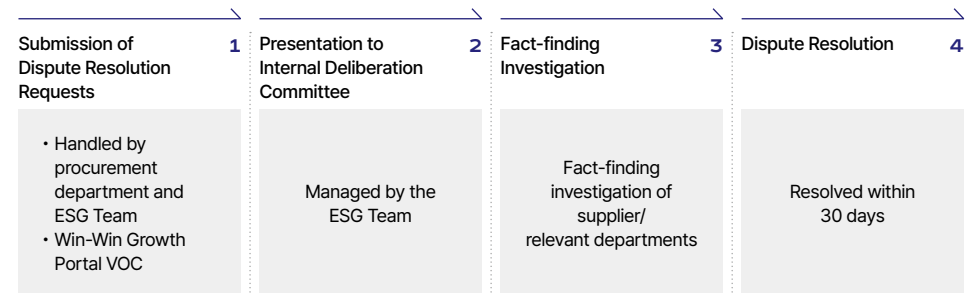 Submission of
Dispute Resolution
Requests
1
• Handled by
procurement
department and
ESG Team
• Win-Win Growth
Portal VOC
Presentation to
Internal Deliberation
Committee
2
Managed by the
ESG Team
Fact-finding
Investigation
3
Fact-finding
investigation of
supplier/
relevant departments
Dispute Resolution
4
Resolved within
30 days